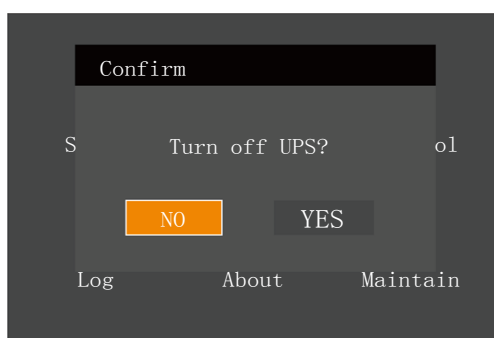 Confirm
S Turn off UPS? ol
NO YES
Log About Maintain